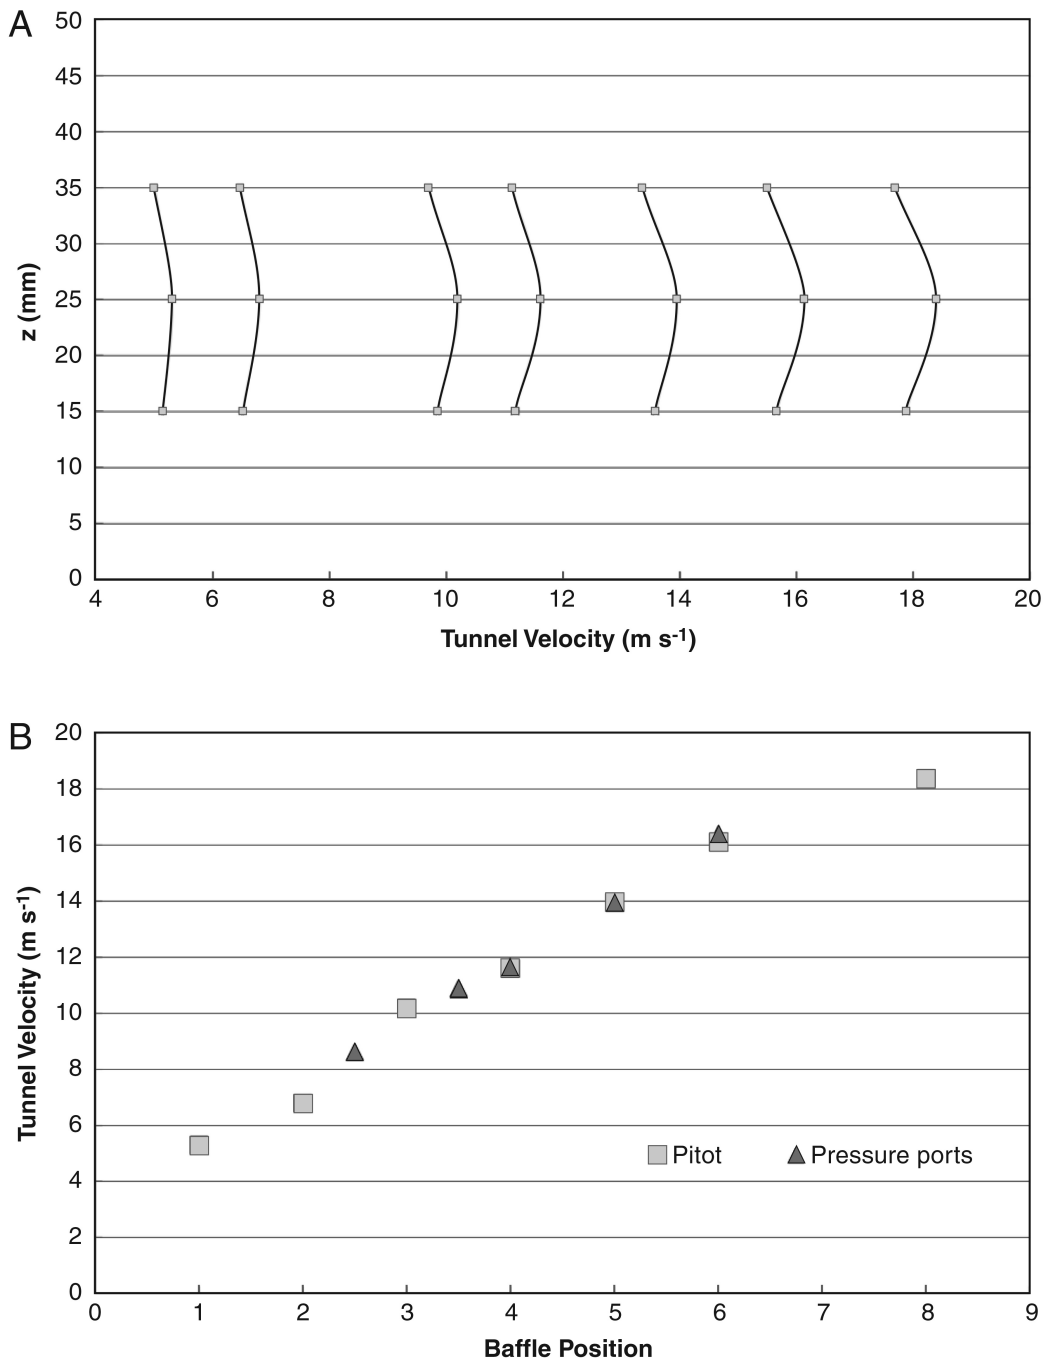 A
50
45
40
35
30
25
20
15
10
5
0
z (mm)
4 6 8 10 12 14 16 18 20
Tunnel Velocity (m s⁻¹)
B
20
18
16
14
12
10
8
6
4
2
0
Tunnel Velocity (m s⁻¹)
Pitot Pressure ports
0 1 2 3 4 5 6 7 8 9
Baffle Position